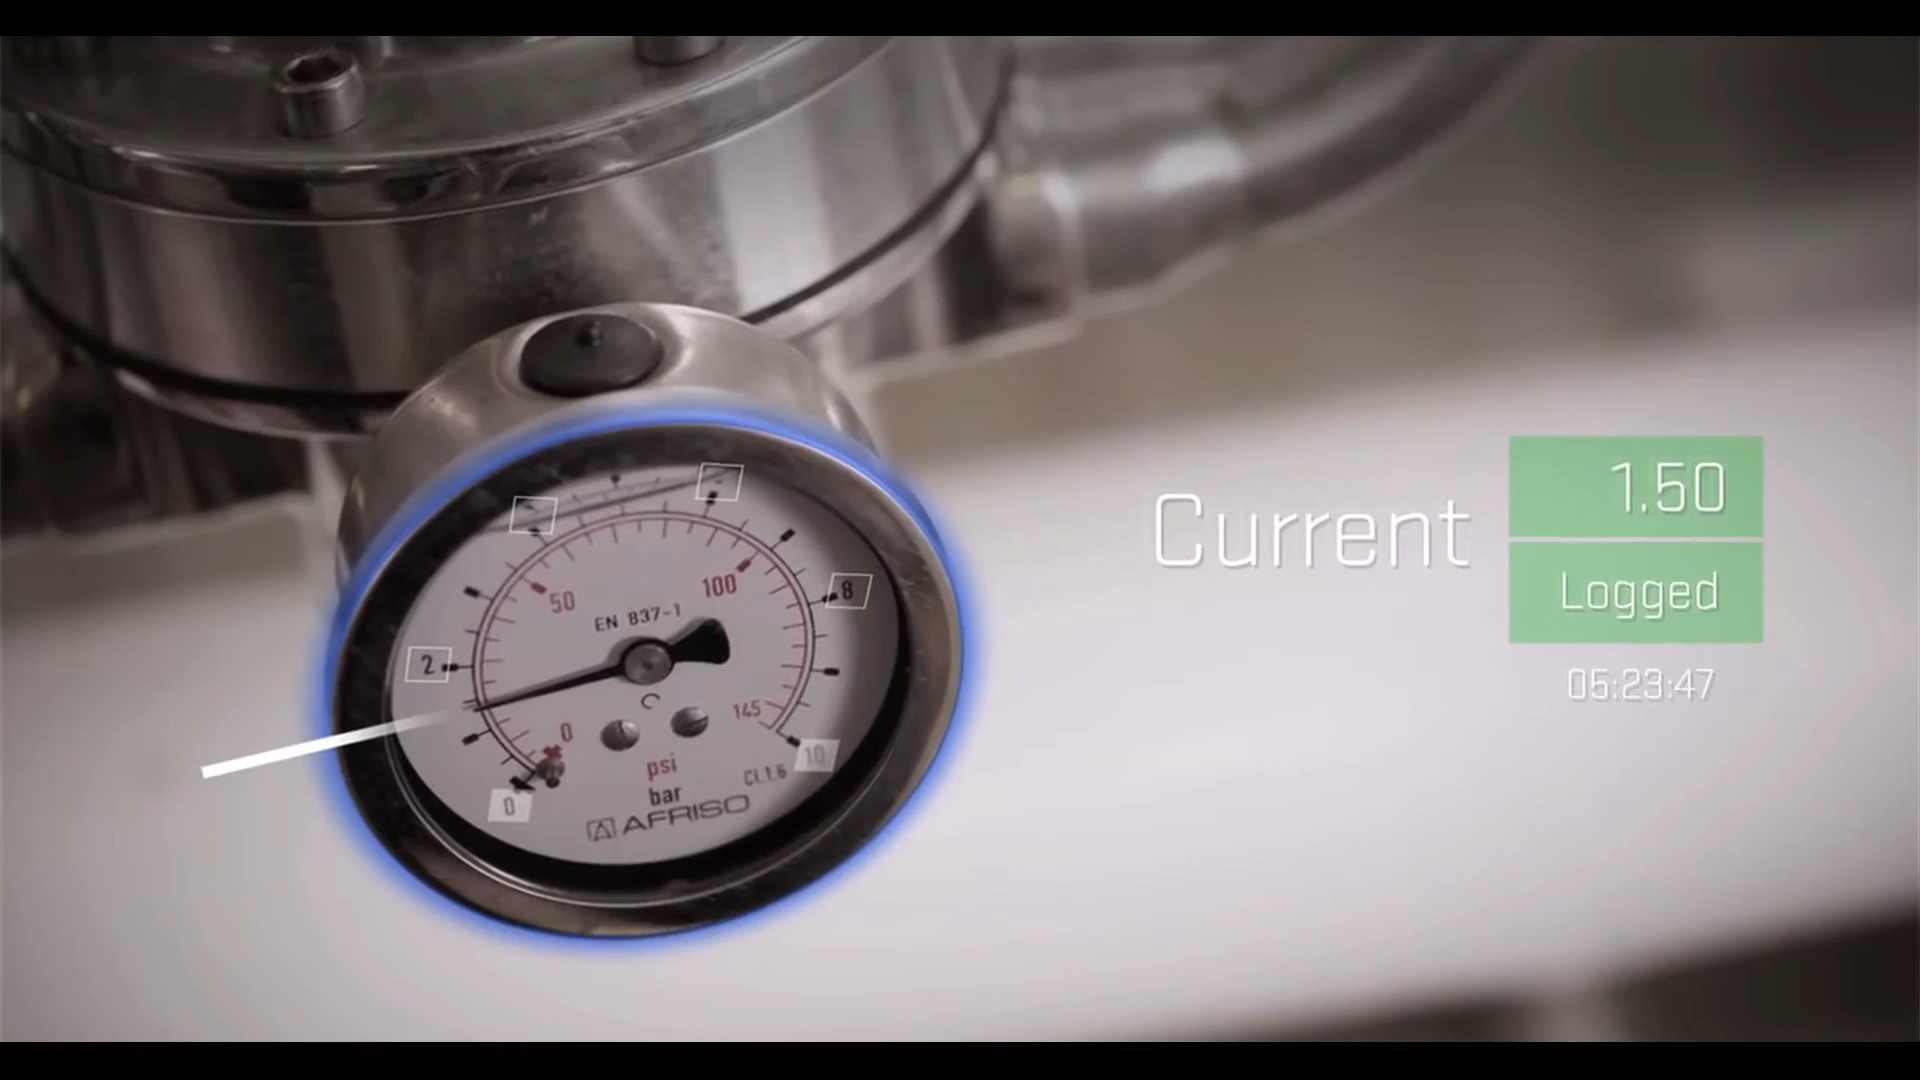 50
100
EN 837-1
8
2
0
145
psi
10
Cl.1.6
bar
0
AFRISO
Current
1.50
Logged
05:23:47